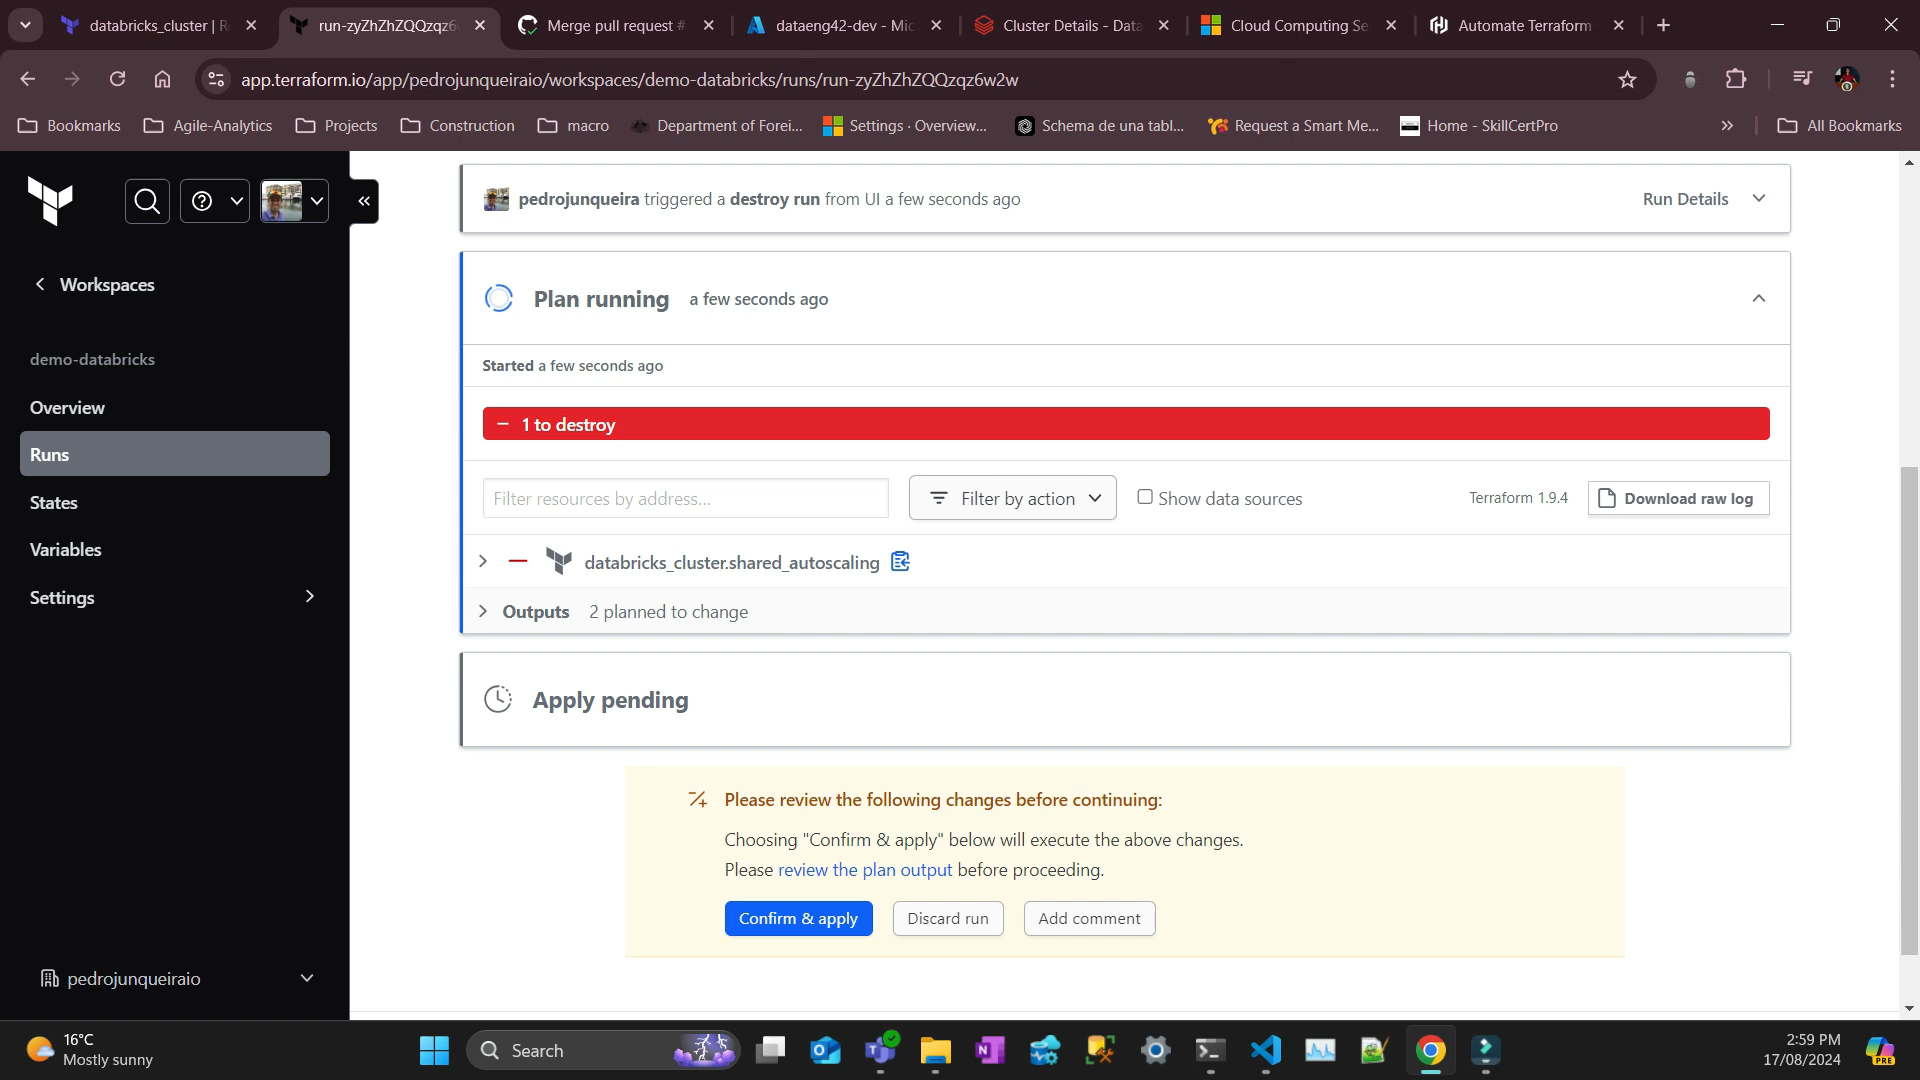 databricks_cluster | R
run-zyZhZhZQQzqz6
Merge pull request #
dataeng42-dev - Mic
Cluster Details - Data
Cloud Computing Se
Automate Terraform
app.terraform.io/app/pedrojunqueiraio/workspaces/demo-databricks/runs/run-zyZhZhZQQzqz6w2w
Bookmarks
Agile-Analytics
Projects
Construction
macro
Department of Forei...
Settings · Overview...
Schema de una tabl...
Request a Smart Me...
Home - SkillCertPro
All Bookmarks
Workspaces
demo-databricks
Overview
Runs
States
Variables
Settings
pedrojunqueiraio
pedrojunqueira triggered a destroy run from UI a few seconds ago
Run Details
Plan running a few seconds ago
Started a few seconds ago
1 to destroy
Filter resources by address...
Filter by action
Show data sources
Terraform 1.9.4
Download raw log
databricks_cluster.shared_autoscaling
Outputs 2 planned to change
Apply pending
Please review the following changes before continuing:
Choosing "Confirm & apply" below will execute the above changes.
Please review the plan output before proceeding.
Confirm & apply
Discard run
Add comment
16°C
Mostly sunny
Search
2:59 PM
17/08/2024
PRE